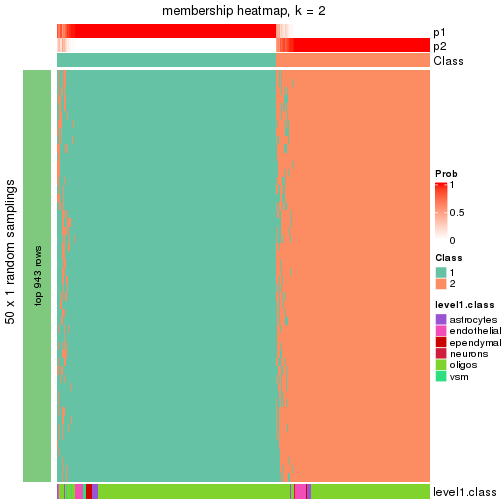 membership heatmap, k = 2
p1
p2
Class
50 x 1 random samplings
top 943 rows
Prob
1
0.5
0
Class
1
2
level1.class
astrocytes
endothelial
ependymal
neurons
oligos
vsm
level1.class